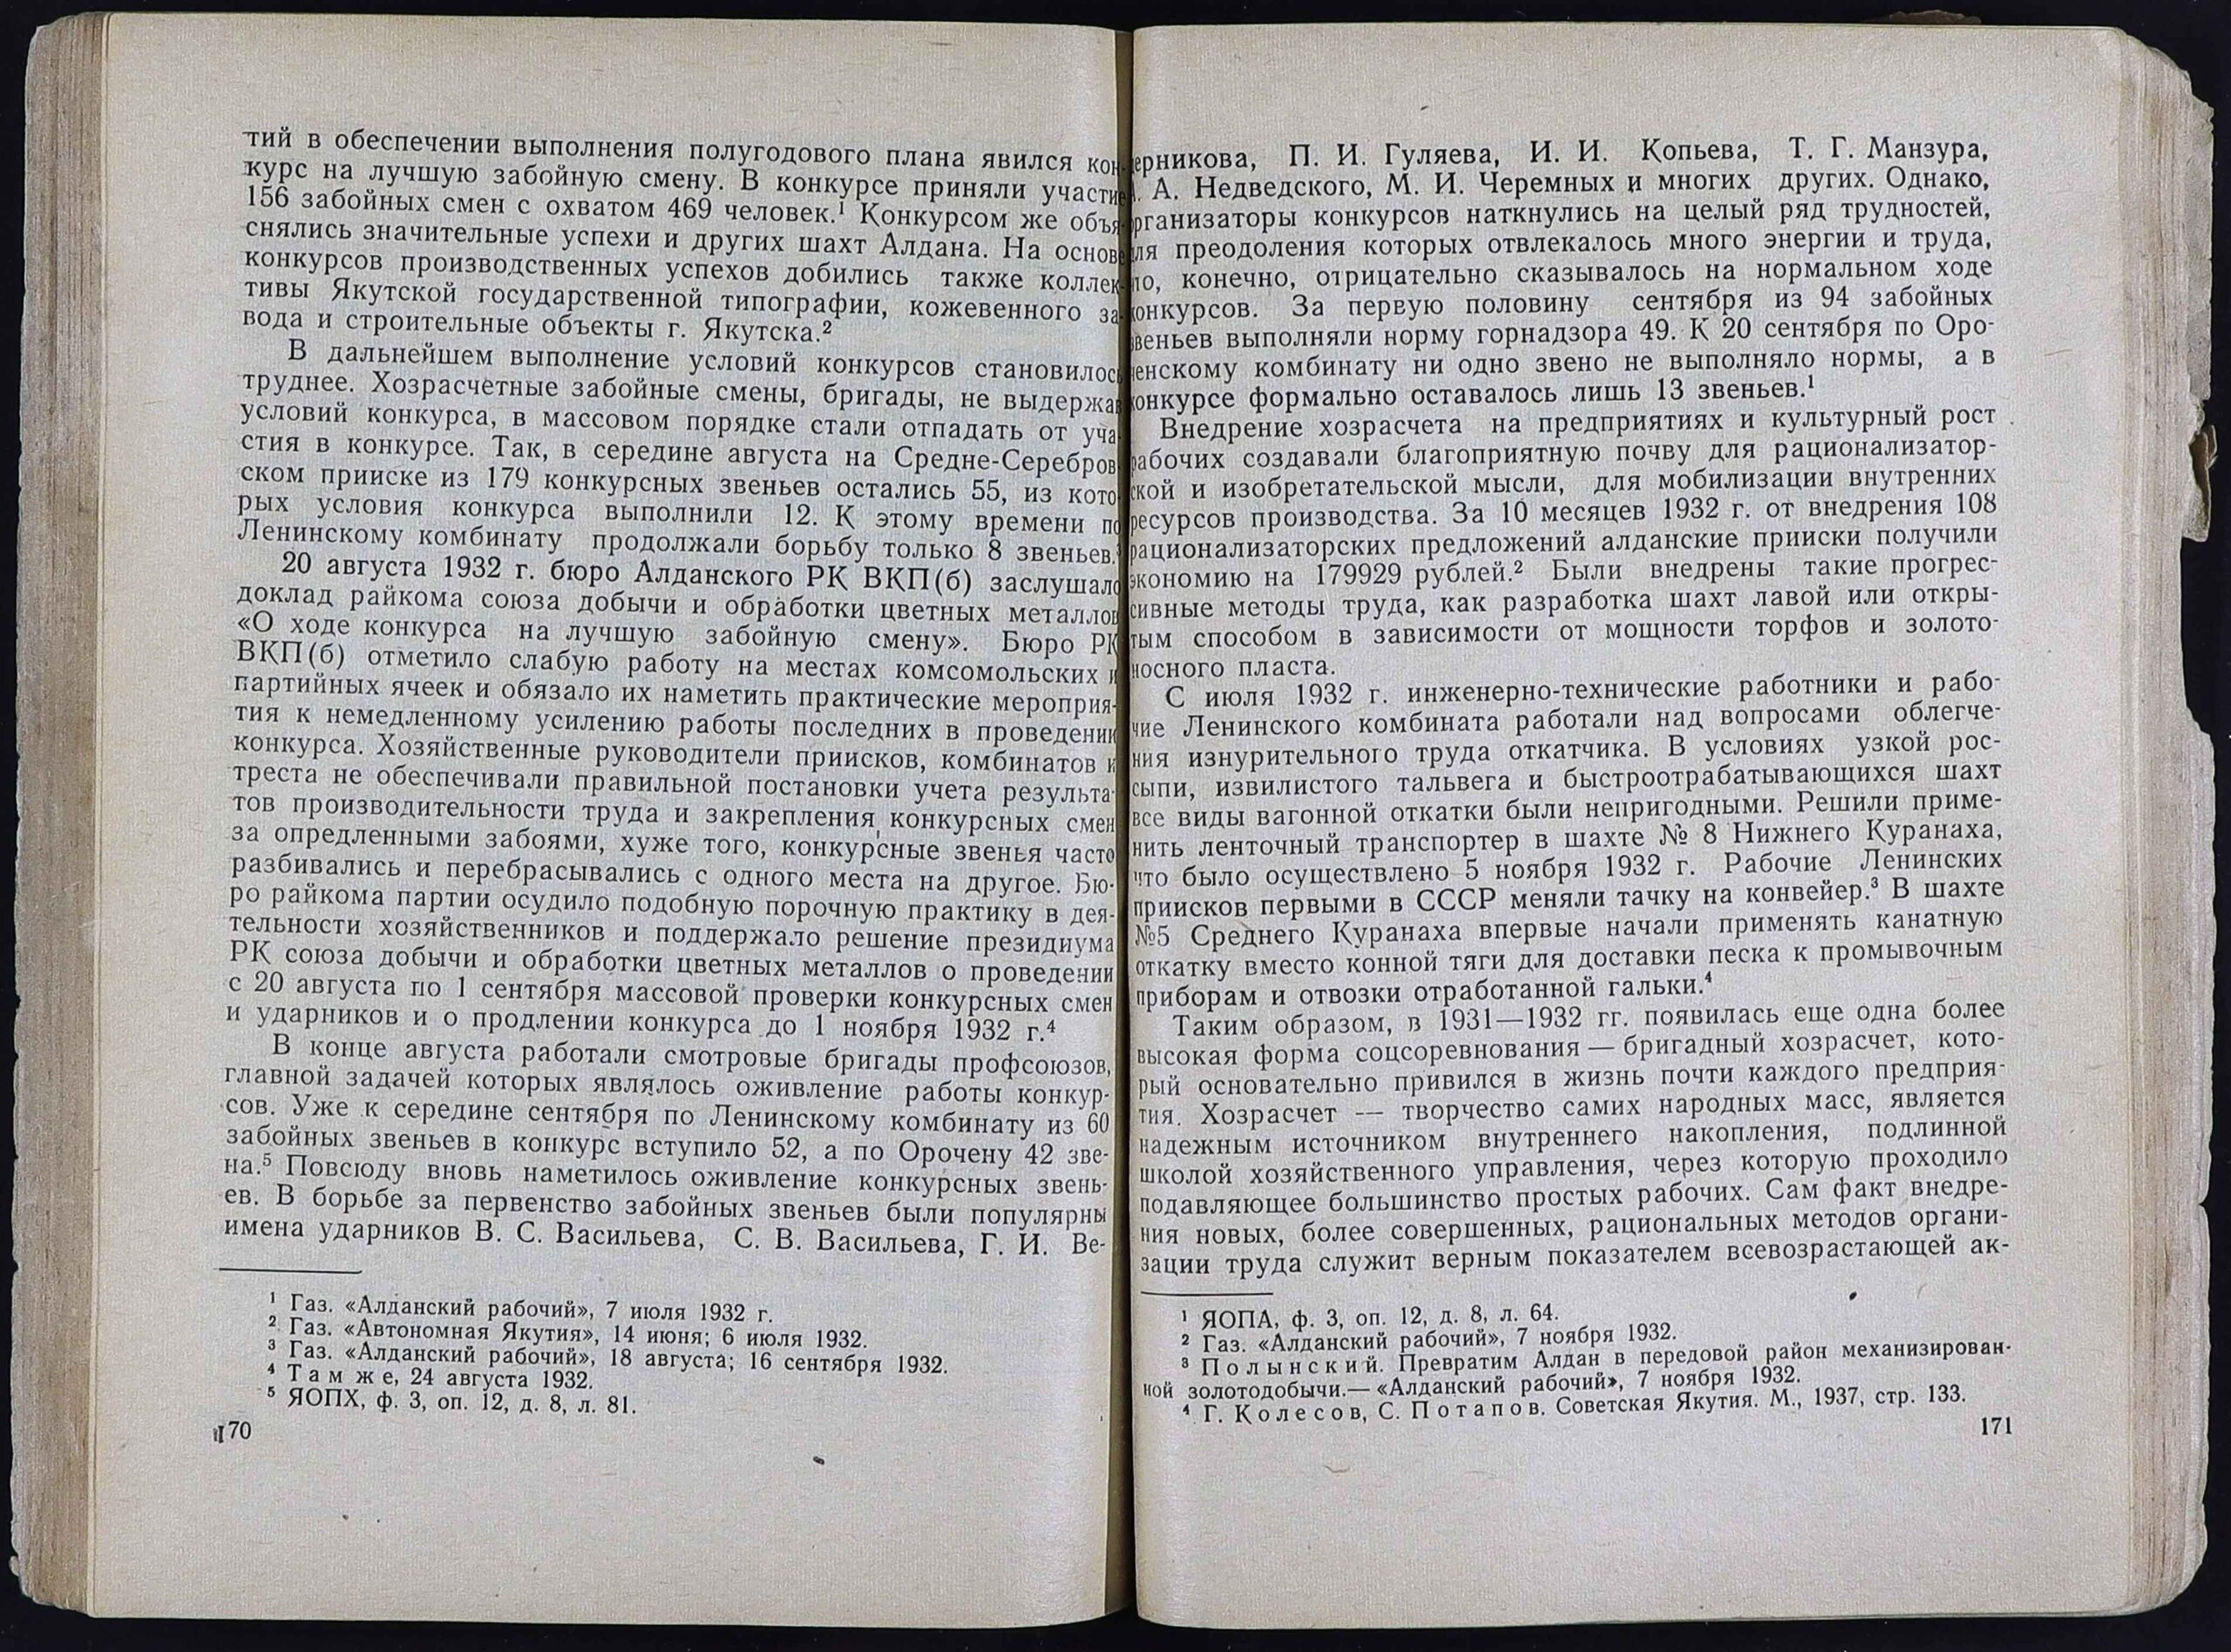 тий в обеспечении выполнения полугодового плана явился кон-
курс на лучшую забойную смену. В конкурсе приняли участие
156 забойных смен с охватом 469 человек.¹ Конкурсом же объя-
снялись значительные успехи и других шахт Алдана. На основе
конкурсов производственных успехов добились также коллек-
тивы Якутской государственной типографии, кожевенного за-
вода и строительные объекты г. Якутска.²
В дальнейшем выполнение условий конкурсов становилось
труднее. Хозрасчетные забойные смены, бригады, не выдержав
условий конкурса, в массовом порядке стали отпадать от уча-
стия в конкурсе. Так, в середине августа на Средне-Серебров-
ском прииске из 179 конкурсных звеньев остались 55, из кото-
рых условия конкурса выполнили 12. К этому времени по
Ленинскому комбинату продолжали борьбу только 8 звеньев.³
20 августа 1932 г. бюро Алданского РК ВКП(б) заслушало
доклад райкома союза добычи и обработки цветных металлов
«О ходе конкурса на лучшую забойную смену». Бюро РК
ВКП(б) отметило слабую работу на местах комсомольских и
партийных ячеек и обязало их наметить практические мероприя-
тия к немедленному усилению работы последних в проведении
конкурса. Хозяйственные руководители приисков, комбинатов и
треста не обеспечивали правильной постановки учета результа-
тов производительности труда и закрепления конкурсных смен
за опредленными забоями, хуже того, конкурсные звенья часто
разбивались и перебрасывались с одного места на другое. Бю-
ро райкома партии осудило подобную порочную практику в дея-
тельности хозяйственников и поддержало решение президиума
РК союза добычи и обработки цветных металлов о проведении
с 20 августа по 1 сентября массовой проверки конкурсных смен
и ударников и о продлении конкурса до 1 ноября 1932 г.⁴
В конце августа работали смотровые бригады профсоюзов,
главной задачей которых являлось оживление работы конкур-
сов. Уже к середине сентября по Ленинскому комбинату из 60
забойных звеньев в конкурс вступило 52, а по Орочену 42 зве-
на.⁵ Повсюду вновь наметилось оживление конкурсных звень-
ев. В борьбе за первенство забойных звеньев были популярны
имена ударников В. С. Васильева, С. В. Васильева, Г. И. Ве-
¹ Газ. «Алданский рабочий», 7 июля 1932 г.
² Газ. «Автономная Якутия», 14 июня; 6 июля 1932.
³ Газ. «Алданский рабочий», 18 августа; 16 сентября 1932.
⁴ Там же, 24 августа 1932.
⁵ ЯОПХ, ф. 3, оп. 12, д. 8, л. 81.
170
ерникова, П. И. Гуляева, И. И. Копьева, Т. Г. Манзура,
А. Недведского, М. И. Черемных и многих других. Однако,
организаторы конкурсов наткнулись на целый ряд трудностей,
для преодоления которых отвлекалось много энергии и труда,
что, конечно, отрицательно сказывалось на нормальном ходе
конкурсов. За первую половину сентября из 94 забойных
звеньев выполняли норму горнадзора 49. К 20 сентября по Оро-
ченскому комбинату ни одно звено не выполняло нормы, а в
конкурсе формально оставалось лишь 13 звеньев.¹
Внедрение хозрасчета на предприятиях и культурный рост
рабочих создавали благоприятную почву для рационализатор-
ской и изобретательской мысли, для мобилизации внутренних
ресурсов производства. За 10 месяцев 1932 г. от внедрения 108
рационализаторских предложений алданские прииски получили
экономию на 179929 рублей.² Были внедрены такие прогрес-
сивные методы труда, как разработка шахт лавой или откры-
тым способом в зависимости от мощности торфов и золото-
носного пласта.
С июля 1932 г. инженерно-технические работники и рабо-
чие Ленинского комбината работали над вопросами облегче-
ния изнурительного труда откатчика. В условиях узкой рос-
сыпи, извилистого тальвега и быстроотрабатывающихся шахт
все виды вагонной откатки были непригодными. Решили приме-
нить ленточный транспортер в шахте № 8 Нижнего Куранаха,
что было осуществлено 5 ноября 1932 г. Рабочие Ленинских
приисков первыми в СССР меняли тачку на конвейер.³ В шахте
№5 Среднего Куранаха впервые начали применять канатную
откатку вместо конной тяги для доставки песка к промывочным
приборам и отвозки отработанной гальки.⁴
Таким образом, в 1931—1932 гг. появилась еще одна более
высокая форма соцсоревнования — бригадный хозрасчет, кото-
рый основательно привился в жизнь почти каждого предприя-
тия. Хозрасчет — творчество самих народных масс, является
надежным источником внутреннего накопления, подлинной
школой хозяйственного управления, через которую проходило
подавляющее большинство простых рабочих. Сам факт внедре-
ния новых, более совершенных, рациональных методов органи-
зации труда служит верным показателем всевозрастающей ак-
¹ ЯОПА, ф. 3, оп. 12, д. 8, л. 64.
² Газ. «Алданский рабочий», 7 ноября 1932.
³ Полынский. Превратим Алдан в передовой район механизирован-
ной золотодобычи.— «Алданский рабочий», 7 ноября 1932.
⁴ Г. Колесов, С. Потапов. Советская Якутия. М., 1937, стр. 133.
171